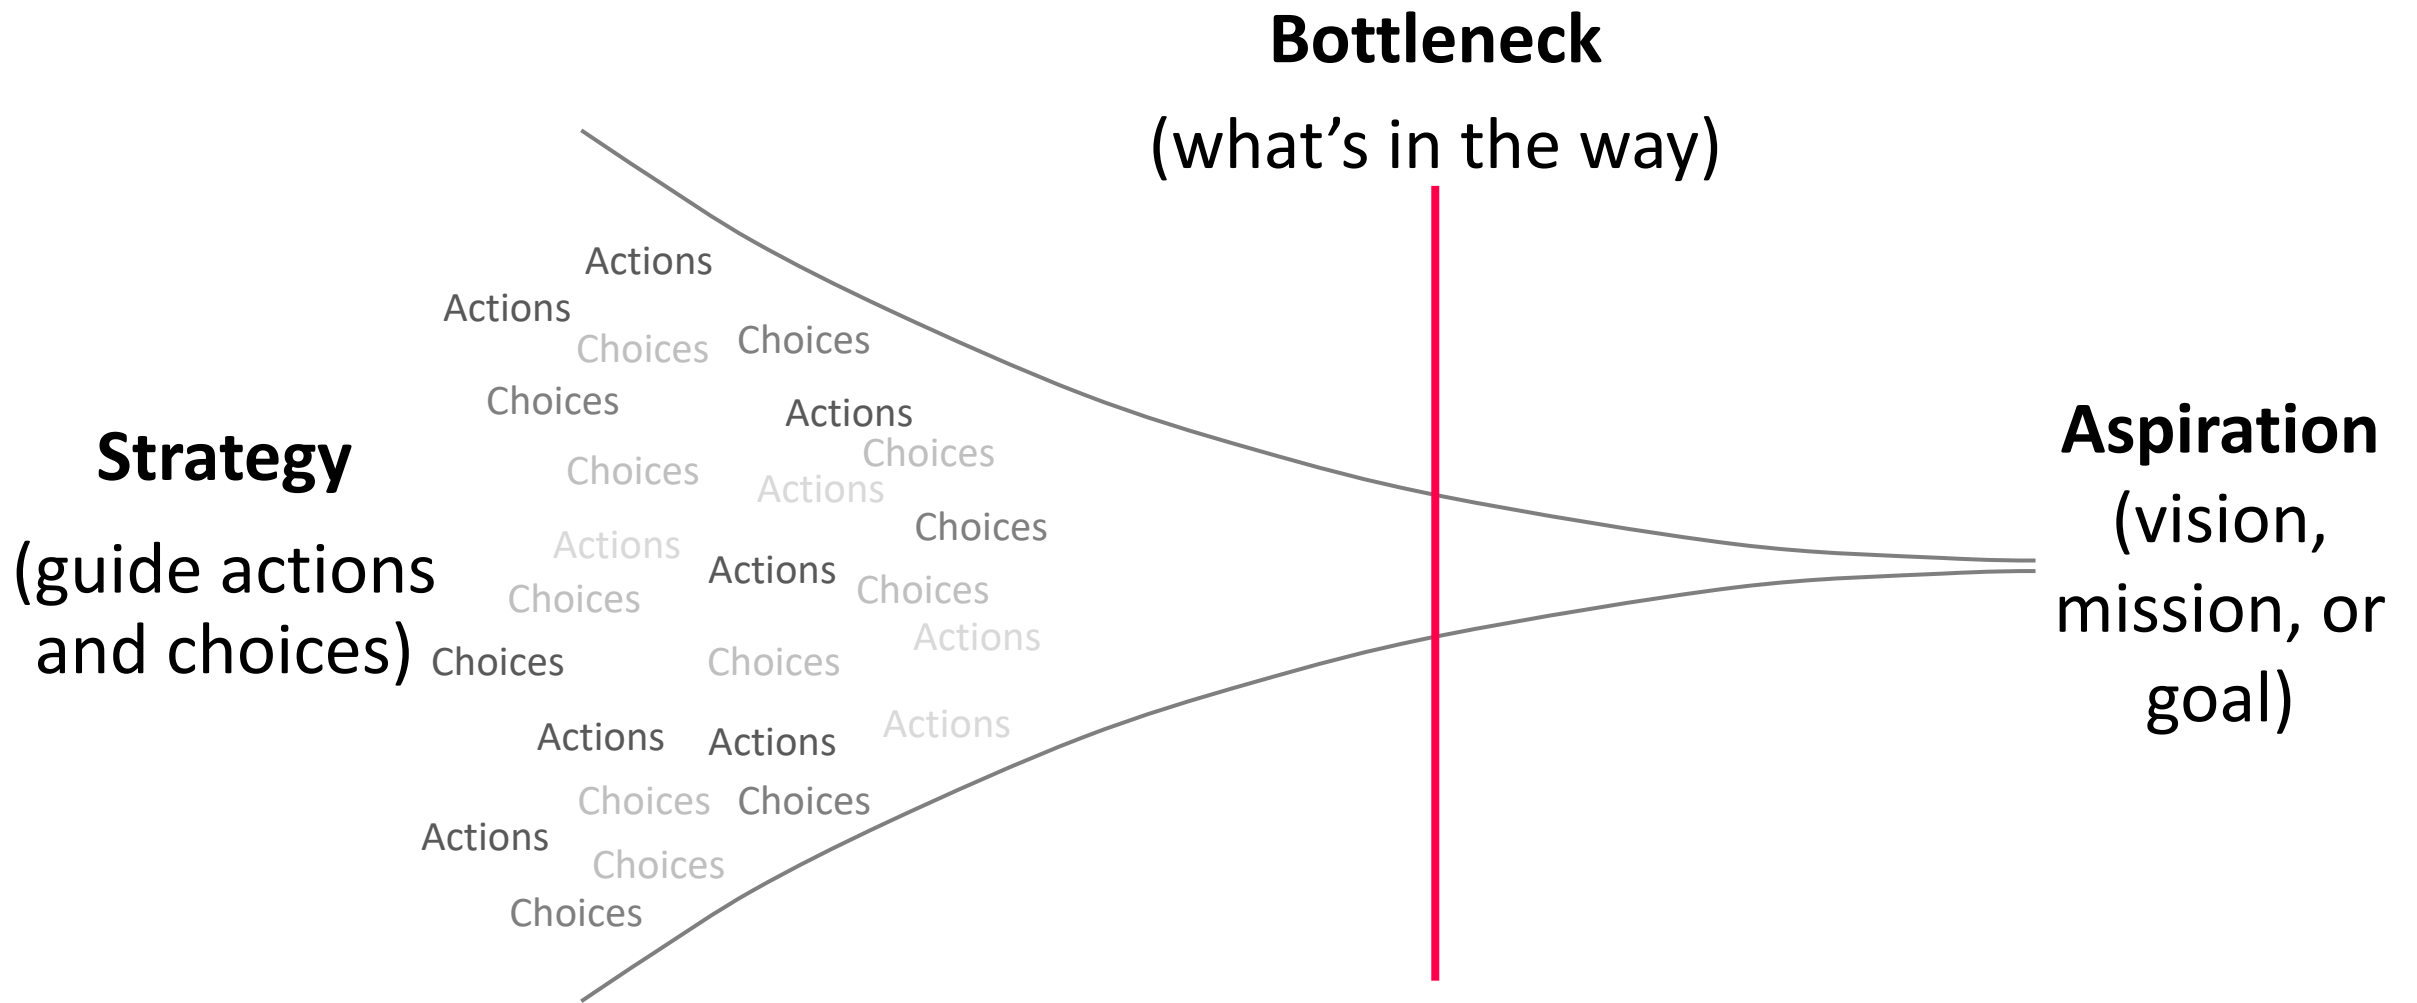 Bottleneck
(what's in the way)
Actions
Actions
Choices
Choices
Choices
Actions
Strategy
Choices
Choices
Actions
Choices
Actions
(guide actions
and choices)
Actions
Choices
Choices
Actions
Choices
Choices
Actions
Actions
Actions
Choices
Choices
Actions
Choices
Choices
Aspiration
(vision,
mission, or
goal)